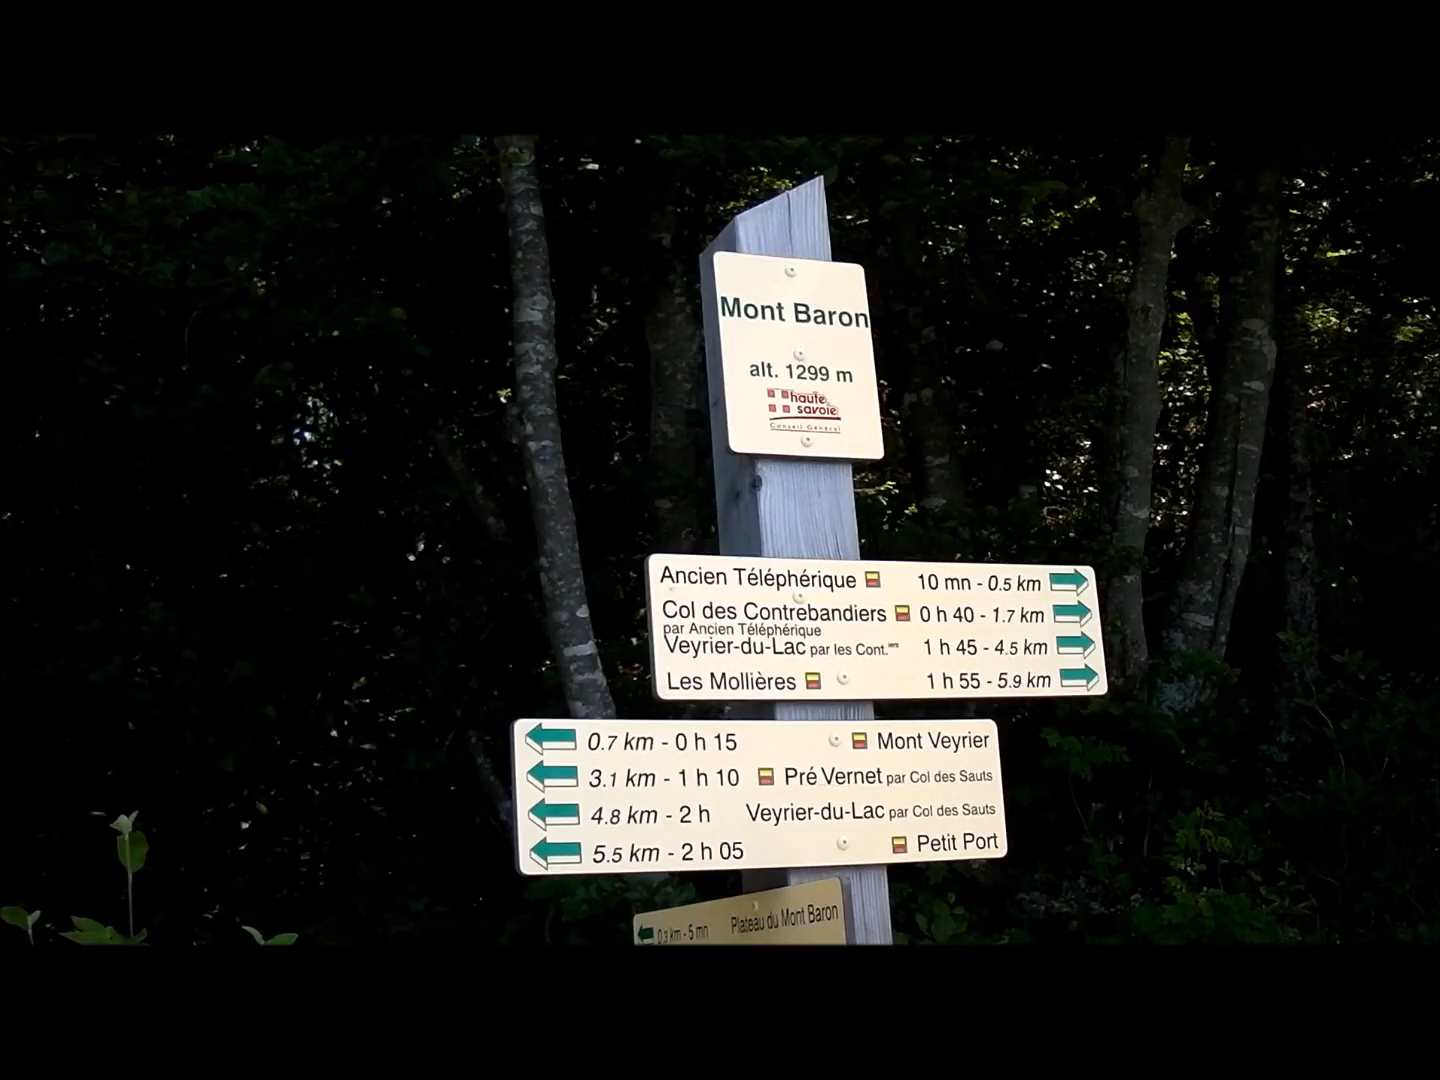 Mont Baron
alt. 1299 m
haute
savoie
Conseil Général
Ancien Téléphérique 10 mn - 0.5 km
Col des Contrebandiers 0 h 40 - 1.7 km
par Ancien Téléphérique
Veyrier-du-Lac par les Cont.iers 1 h 45 - 4.5 km
Les Mollières 1 h 55 - 5.9 km
0.7 km - 0 h 15 Mont Veyrier
3.1 km - 1 h 10 Pré Vernet par Col des Sauts
4.8 km - 2 h Veyrier-du-Lac par Col des Sauts
5.5 km - 2 h 05 Petit Port
0.3 km - 5 mn Plateau du Mont Baron